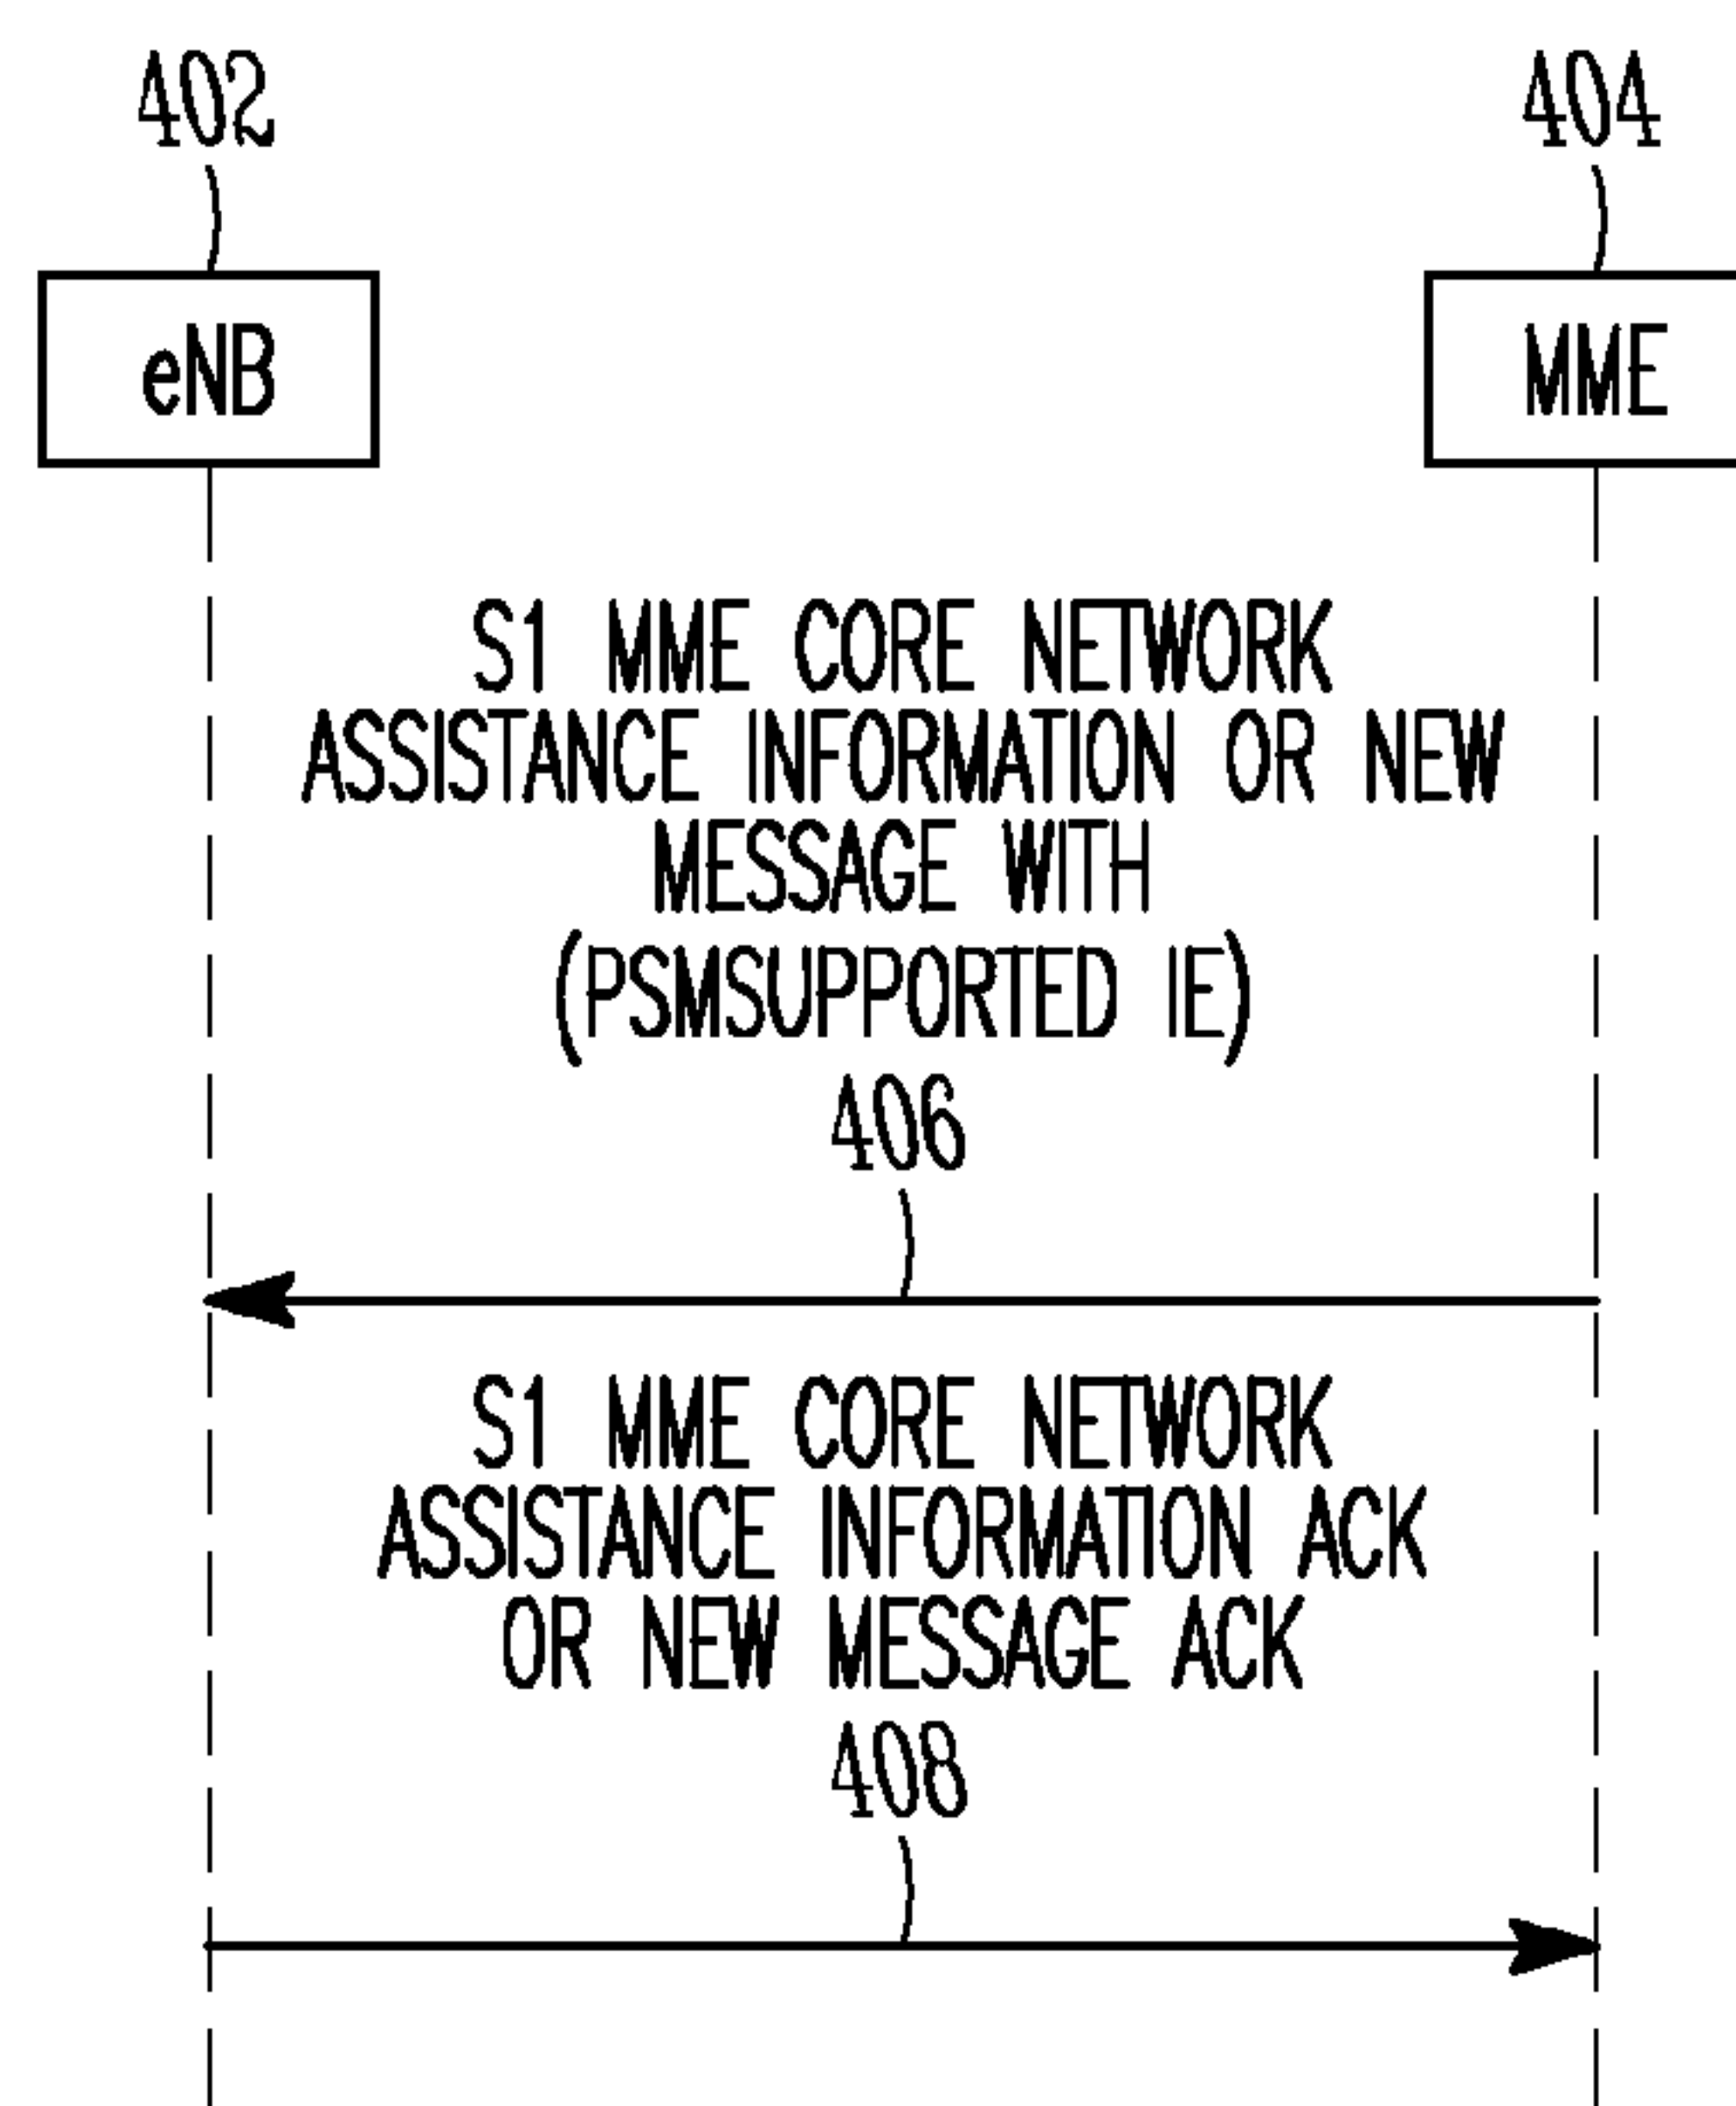 402
404
eNB
MME
S1 MME CORE NETWORK
ASSISTANCE INFORMATION OR NEW
MESSAGE WITH
(PSMSUPPORTED IE)
406
S1 MME CORE NETWORK
ASSISTANCE INFORMATION ACK
OR NEW MESSAGE ACK
408